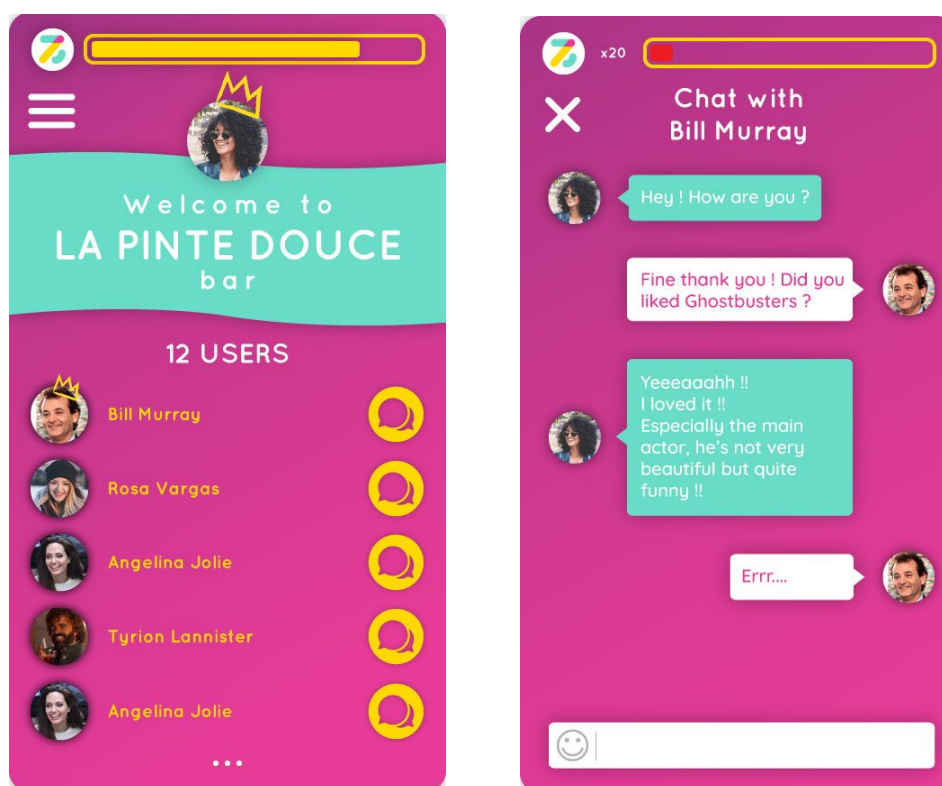 Welcome to
LA PINTE DOUCE
bar
12 USERS
Bill Murray
Rosa Vargas
Angelina Jolie
Tyrion Lannister
Angelina Jolie
...
x20
Chat with
Bill Murray
Hey ! How are you ?
Fine thank you ! Did you
liked Ghostbusters ?
Yeeeaaahh !!
I loved it !!
Especially the main
actor, he's not very
beautiful but quite
funny !!
Errr....